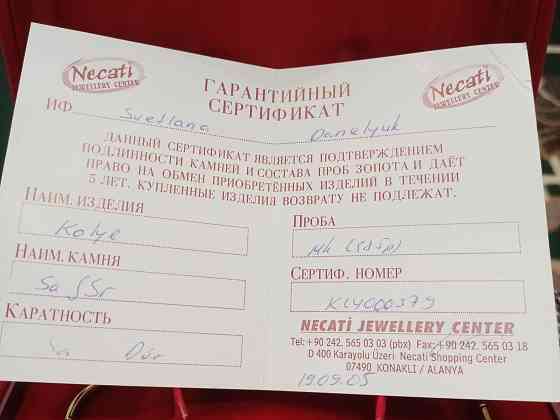 Necati
JEWELLERY CENTER
ГАРАНТИЙНЫЙ
СЕРТИФИКАТ
Necati
JEWELLERY CENTER
ИФ Svetlana Danelyuk
ДАННЫЙ СЕРТИФИКАТ ЯВЛЯЕТСЯ ПОДТВЕРЖДЕНИЕМ
ПОДЛИННОСТИ КАМНЕЙ И СОСТАВА ПРОБ ЗОПОТА И ДАЁТ
ПРАВО НА ОБМЕН ПРИОБРЕТЁННЫХ ИЗДЕЛИЙ В ТЕЧЕНИИ
5 ЛЕТ. КУПЛЕННЫЕ ИЗДЕЛИЯ ВОЗВРАТУ НЕ ПОДЛЕЖАТ.
НАИМ. ИЗДЕЛИЯ
Kolye
НАИМ. КАМНЯ
КАРАТНОСТЬ
ПРОБА
СЕРТИФ. НОМЕР
NECATİ JEWELLERY CENTER
Tel:+90 242. 565 03 03 (pbx) Fax:+90 242. 565 03 18
D 400 Karayolu Üzeri Necati Shopping Center
07490 KONAKLI / ALANYA
19.09.05